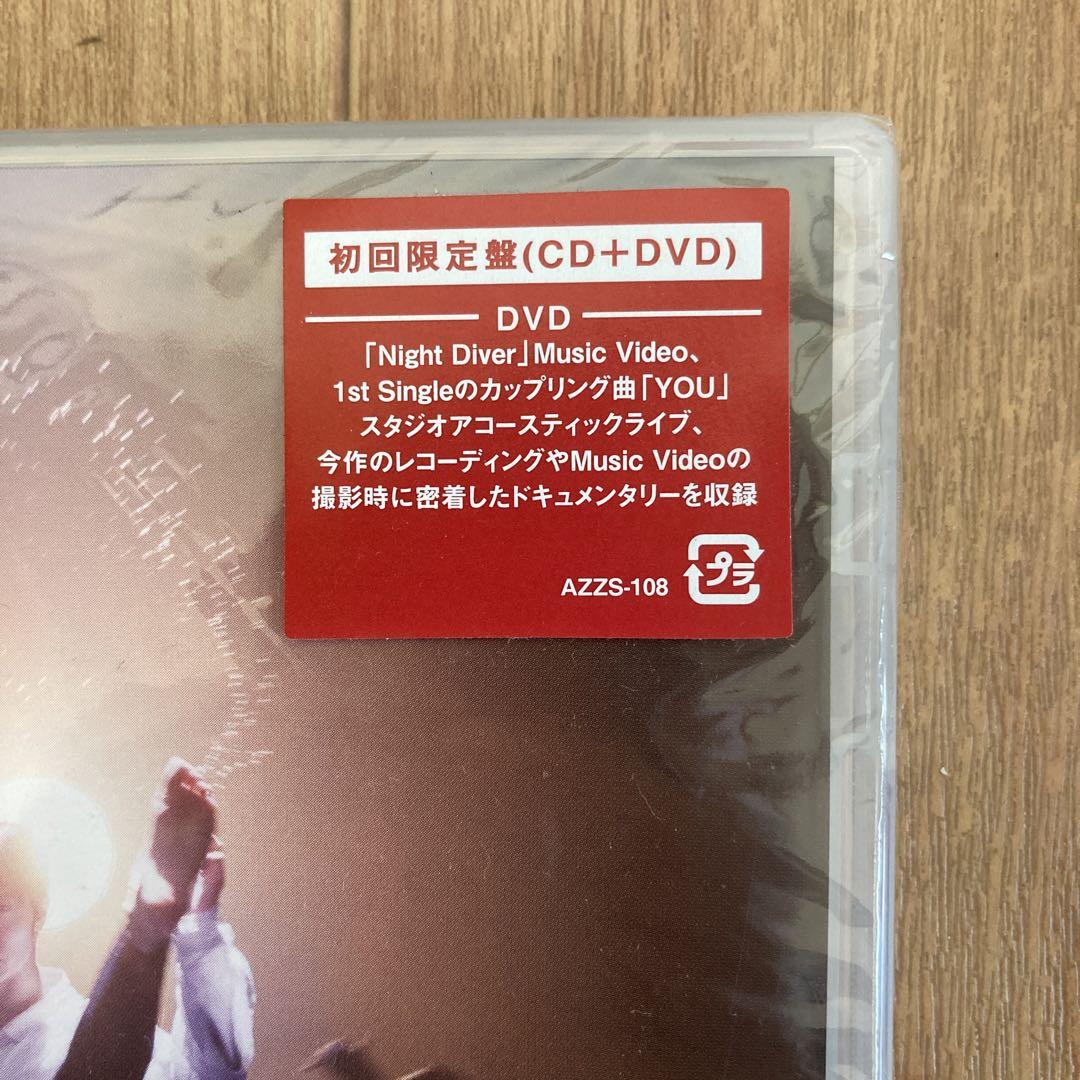 初回限定盤(CD+DVD)
DVD
「Night Diver」Music Video、
1st Singleのカップリング曲「YOU」
スタジオアコースティックライブ、
今作のレコーディングやMusic Videoの
撮影時に密着したドキュメンタリーを収録
プラ
AZZS-108